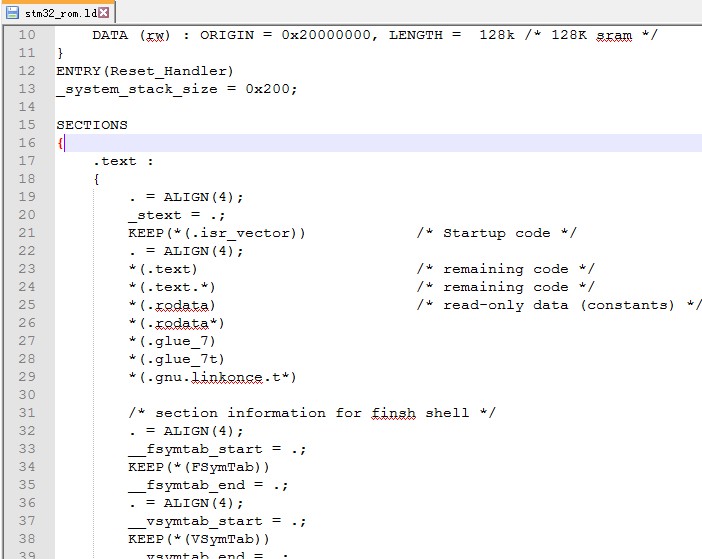 stm32_rom.ld
10 DATA (rw) : ORIGIN = 0x20000000, LENGTH =  128k /* 128K sram */
11 }
12 ENTRY(Reset_Handler)
13 _system_stack_size = 0x200;
14
15 SECTIONS
16 {
17 .text :
18 {
19 . = ALIGN(4);
20 _stext = .;
21 KEEP(*(.isr_vector)) /* Startup code */
22 . = ALIGN(4);
23 *(.text) /* remaining code */
24 *(.text.*) /* remaining code */
25 *(.rodata) /* read-only data (constants) */
26 *(.rodata*)
27 *(.glue_7)
28 *(.glue_7t)
29 *(.gnu.linkonce.t*)
30
31 /* section information for finsh shell */
32 . = ALIGN(4);
33 __fsymtab_start = .;
34 KEEP(*(FSymTab))
35 __fsymtab_end = .;
36 . = ALIGN(4);
37 __vsymtab_start = .;
38 KEEP(*(VSymTab))
39 __vsymtab_end = .;